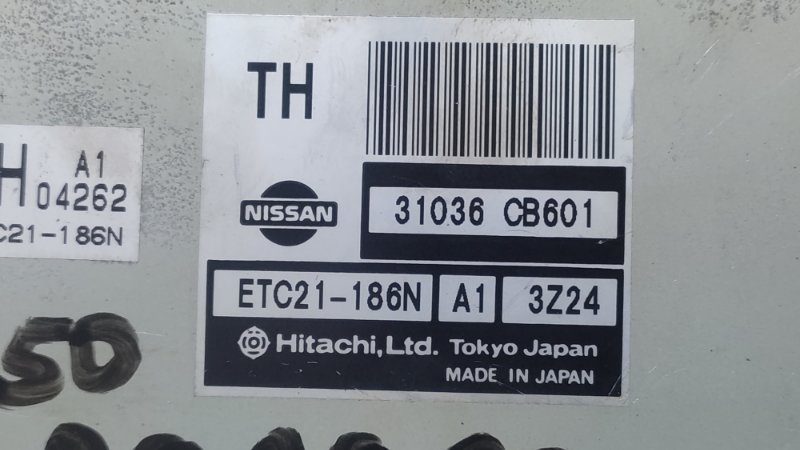 TH
NISSAN
31036 CB601
ETC21-186N A1 3Z24
Hitachi, Ltd. Tokyo Japan
MADE IN JAPAN
H A1
04262
C21-186N
50